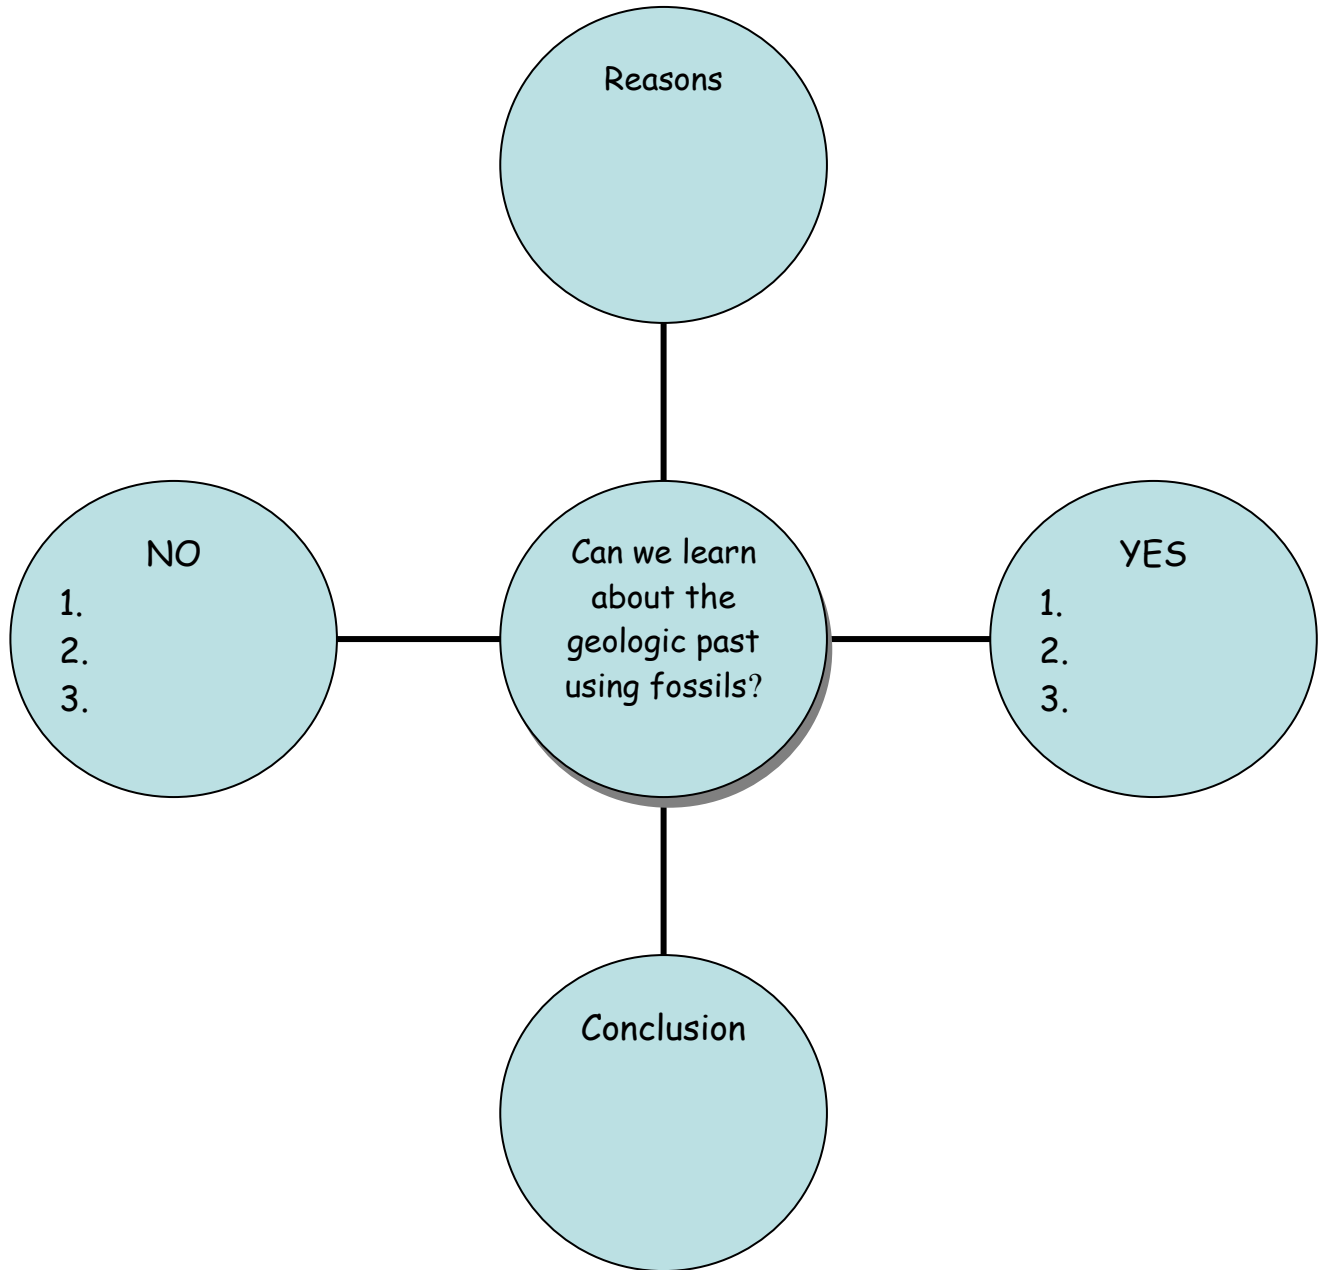 Reasons
NO
1.
2.
3.
Can we learn
about the
geologic past
using fossils?
YES
1.
2.
3.
Conclusion